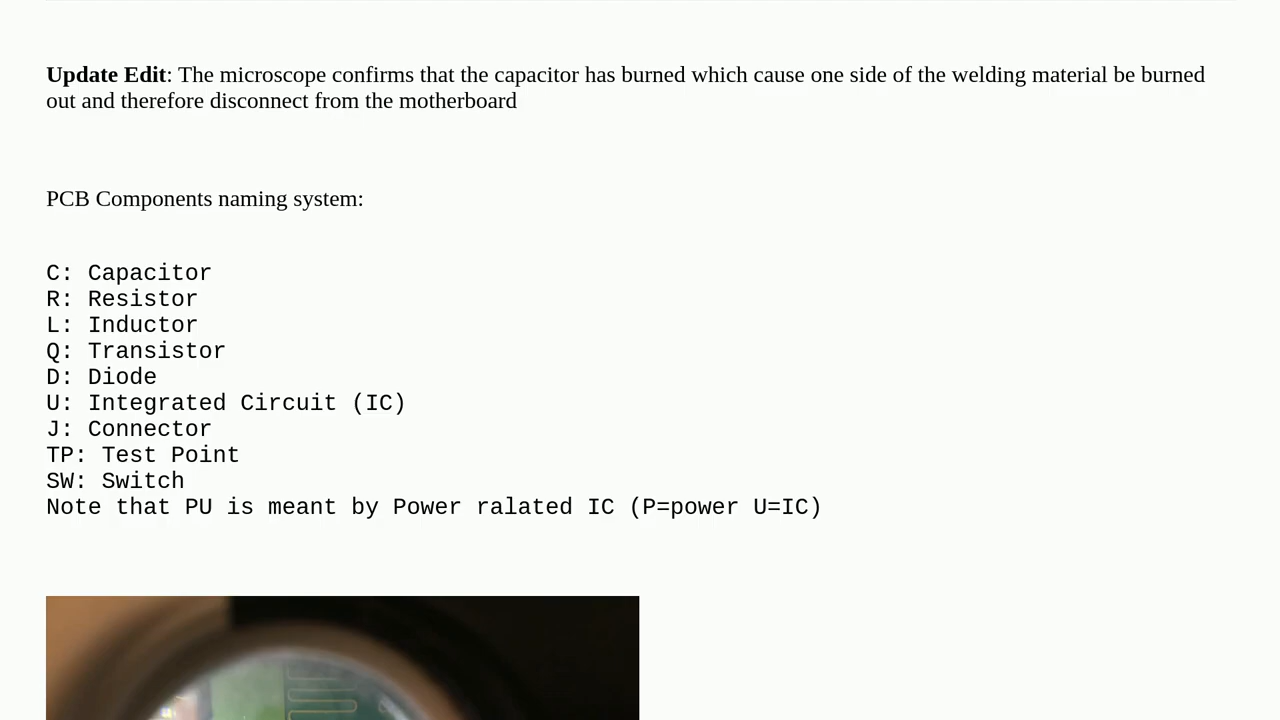 Update Edit: The microscope confirms that the capacitor has burned which cause one side of the welding material be burned
out and therefore disconnect from the motherboard
PCB Components naming system:
C: Capacitor
R: Resistor
L: Inductor
Q: Transistor
D: Diode
U: Integrated Circuit (IC)
J: Connector
TP: Test Point
SW: Switch
Note that PU is meant by Power ralated IC (P=power U=IC)